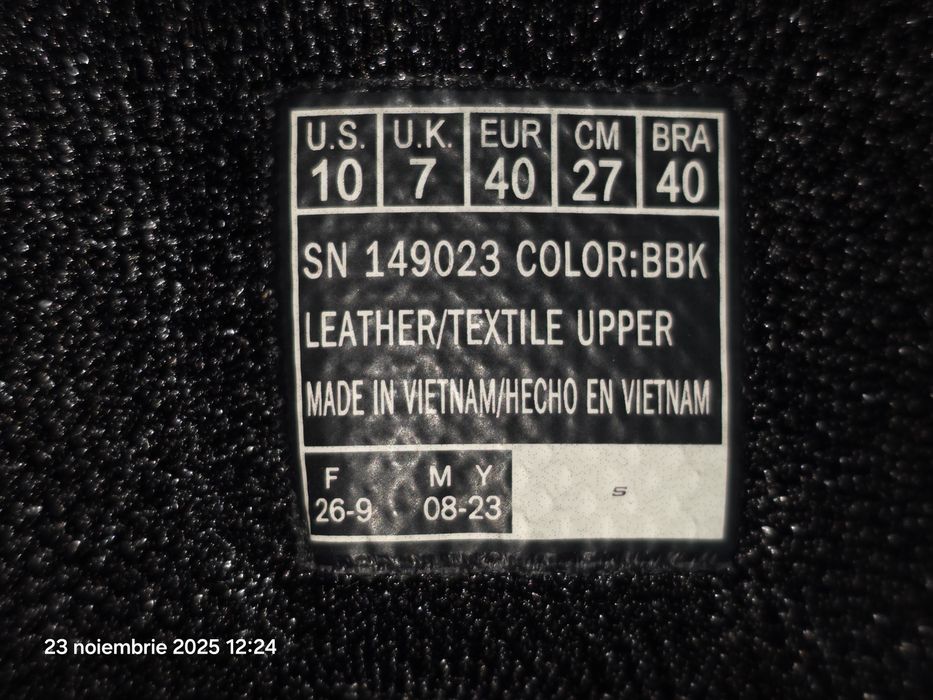 U.S. U.K. EUR CM BRA
10 7 40 27 40
SN 149023 COLOR:BBK
LEATHER/TEXTILE UPPER
MADE IN VIETNAM/HECHO EN VIETNAM
F M Y
26-9 08-23
S
23 noiembrie 2025 12:24